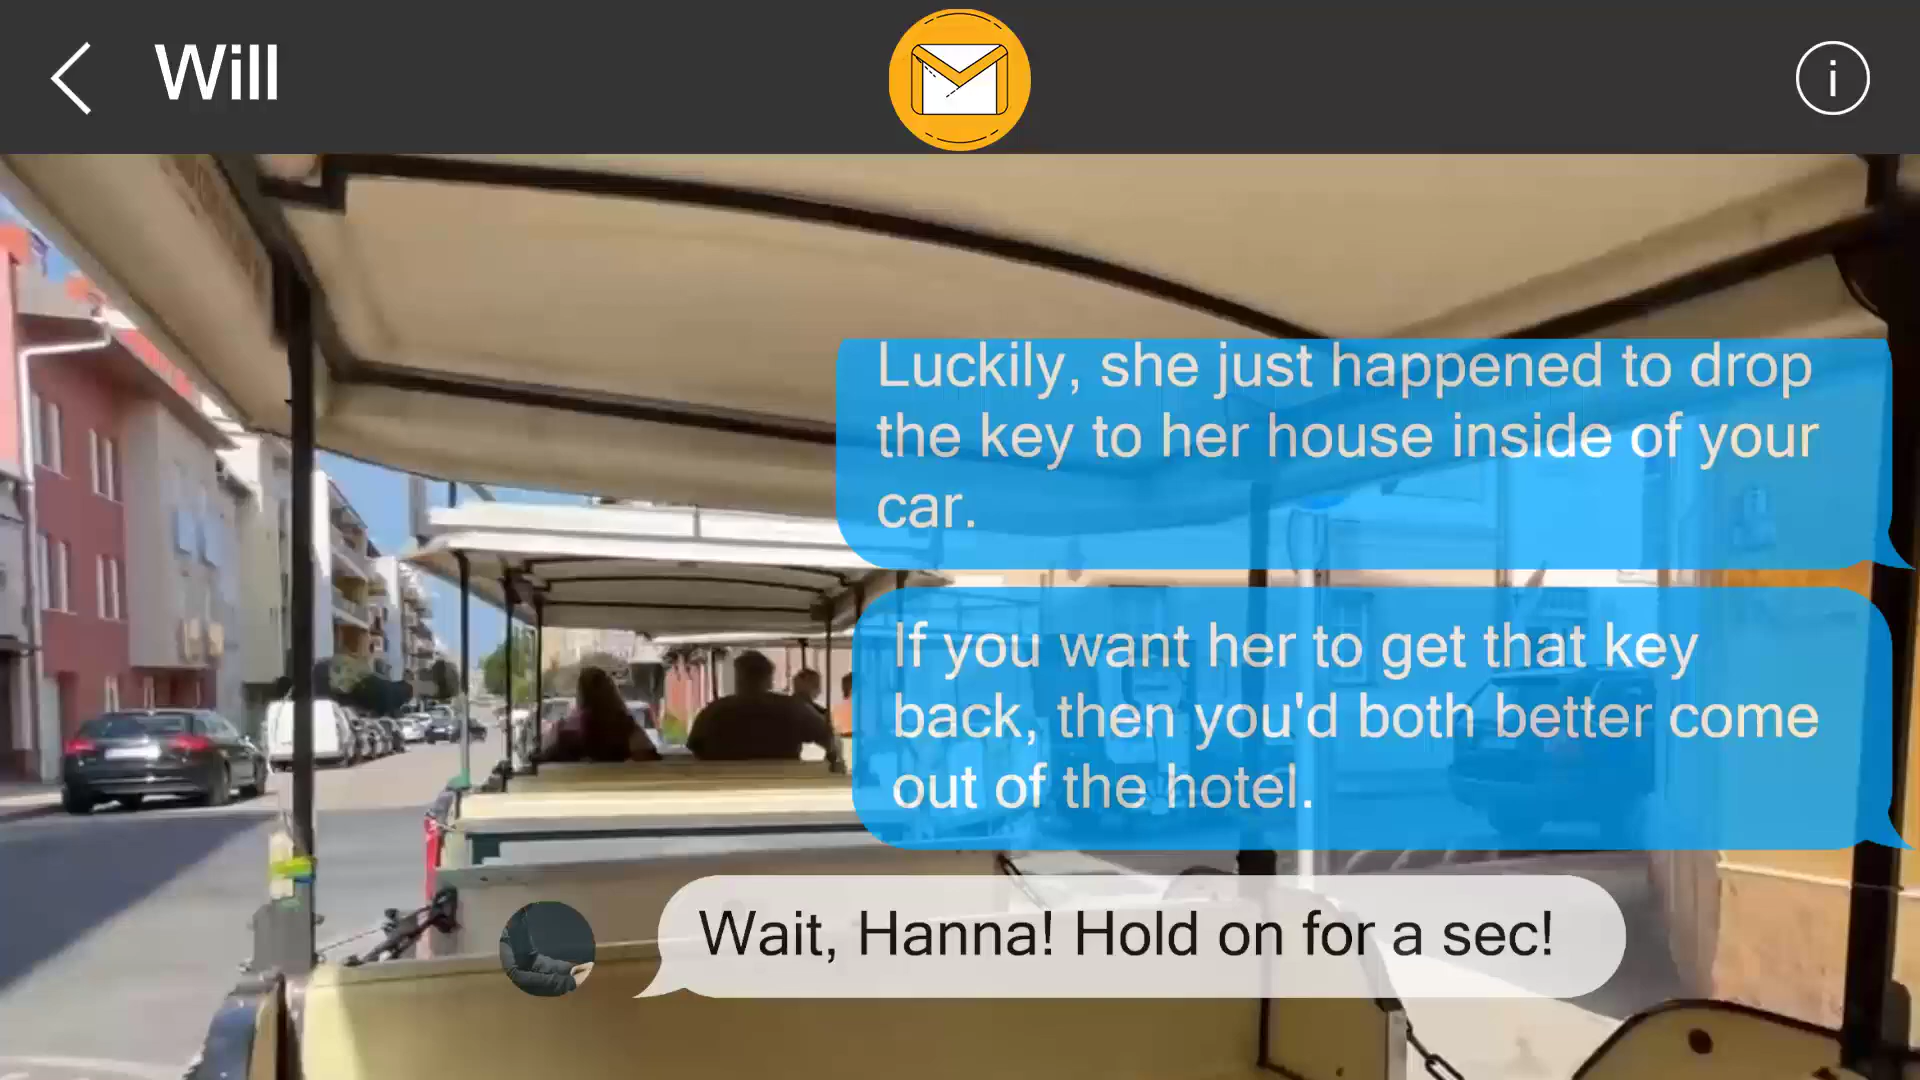 Will
Luckily, she just happened to drop
the key to her house inside of your
car.
If you want her to get that key
back, then you'd both better come
out of the hotel.
Wait, Hanna! Hold on for a sec!